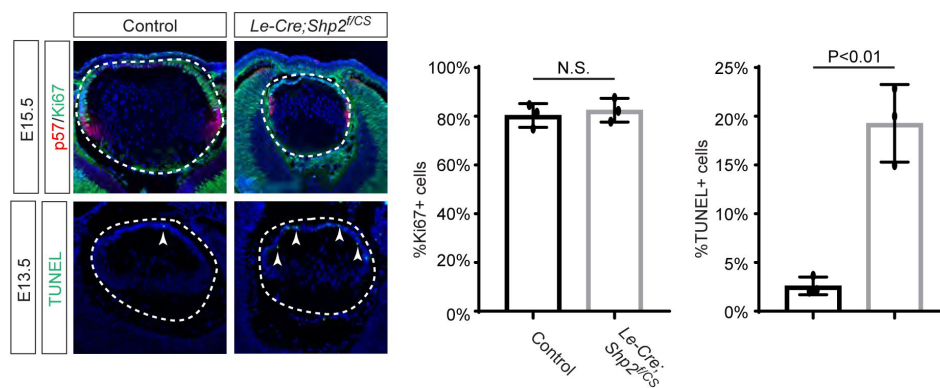 Control
Le-Cre;Shp2f/CS
E15.5
p57/Ki67
E13.5
TUNEL
%Ki67+ cells
100%
80%
60%
40%
20%
0%
N.S.
Control
Le-Cre;
Shp2f/CS
%TUNEL+ cells
25%
20%
15%
10%
5%
0%
P<0.01